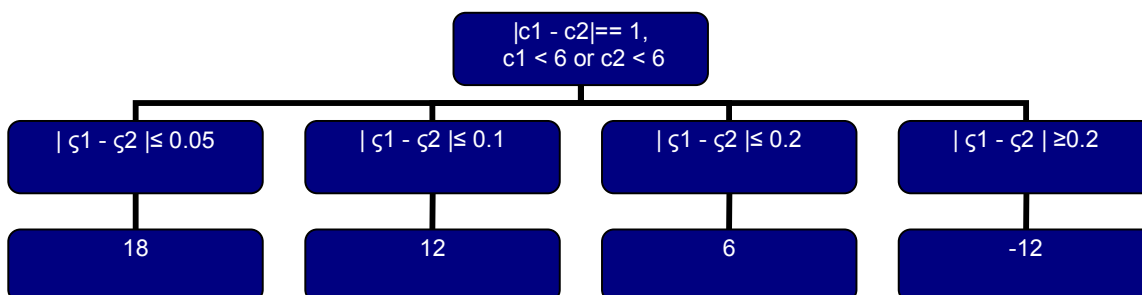 |c1 - c2|== 1,
c1 < 6 or c2 < 6
| ς1 - ς2 |≤ 0.05
| ς1 - ς2 |≤ 0.1
| ς1 - ς2 |≤ 0.2
| ς1 - ς2 | ≥0.2
18
12
6
-12